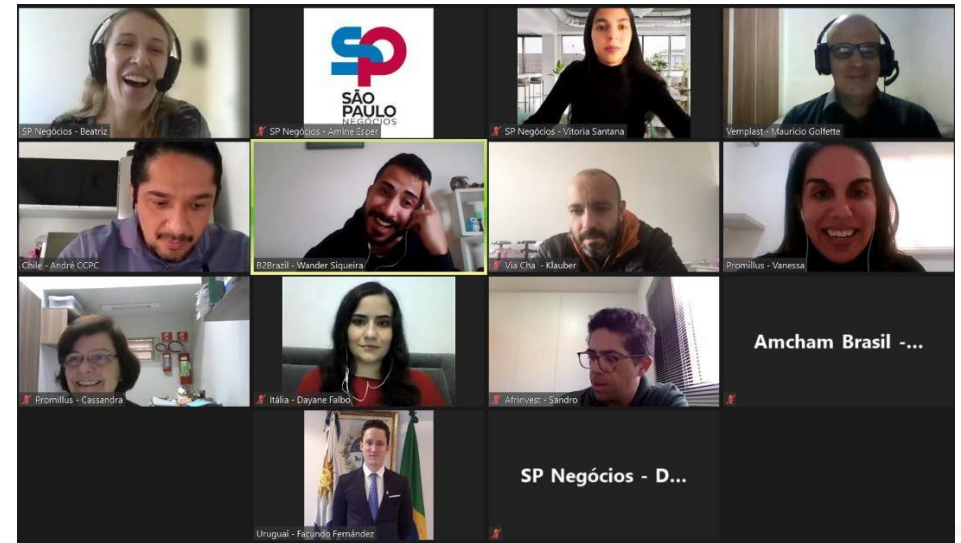 SP Negócios - Beatriz
SÃO
PAULO
NEGÓCIOS
SP Negócios - Amine Esper
SP Negócios - Vitoria Santana
Vemplast - Mauricio Golfette
Chile - André CCPC
B2Brazil - Wander Siqueira
Via Cha - Klauber
Promillus - Vanessa
Promillus - Cassandra
Itália - Dayane Falbo
Afrinvest - Sandro
Amcham Brasil -...
Uruguai - Facundo Fernández
SP Negócios - D...